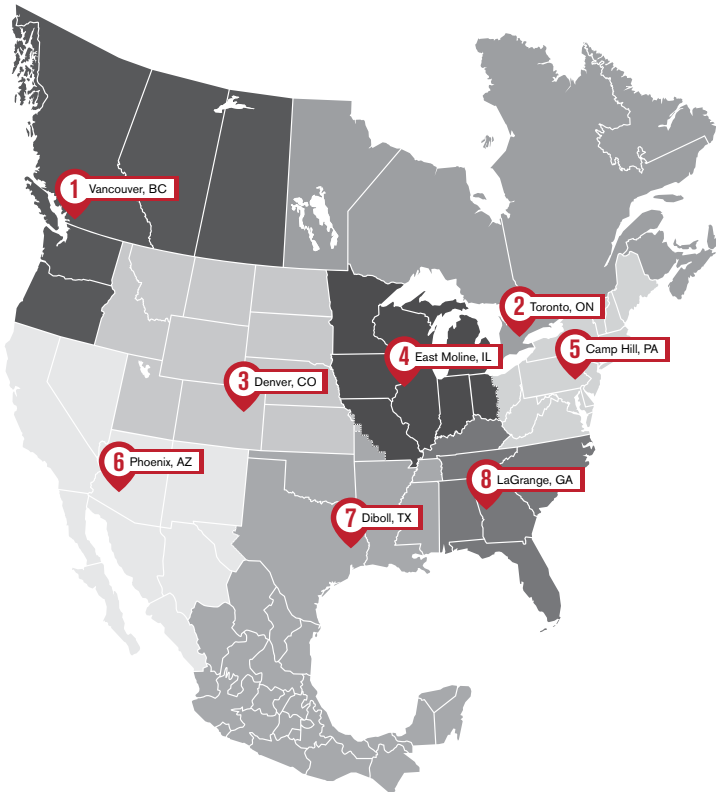 1 Vancouver, BC
2 Toronto, ON
3 Denver, CO
4 East Moline, IL
5 Camp Hill, PA
6 Phoenix, AZ
7 Diboll, TX
8 LaGrange, GA